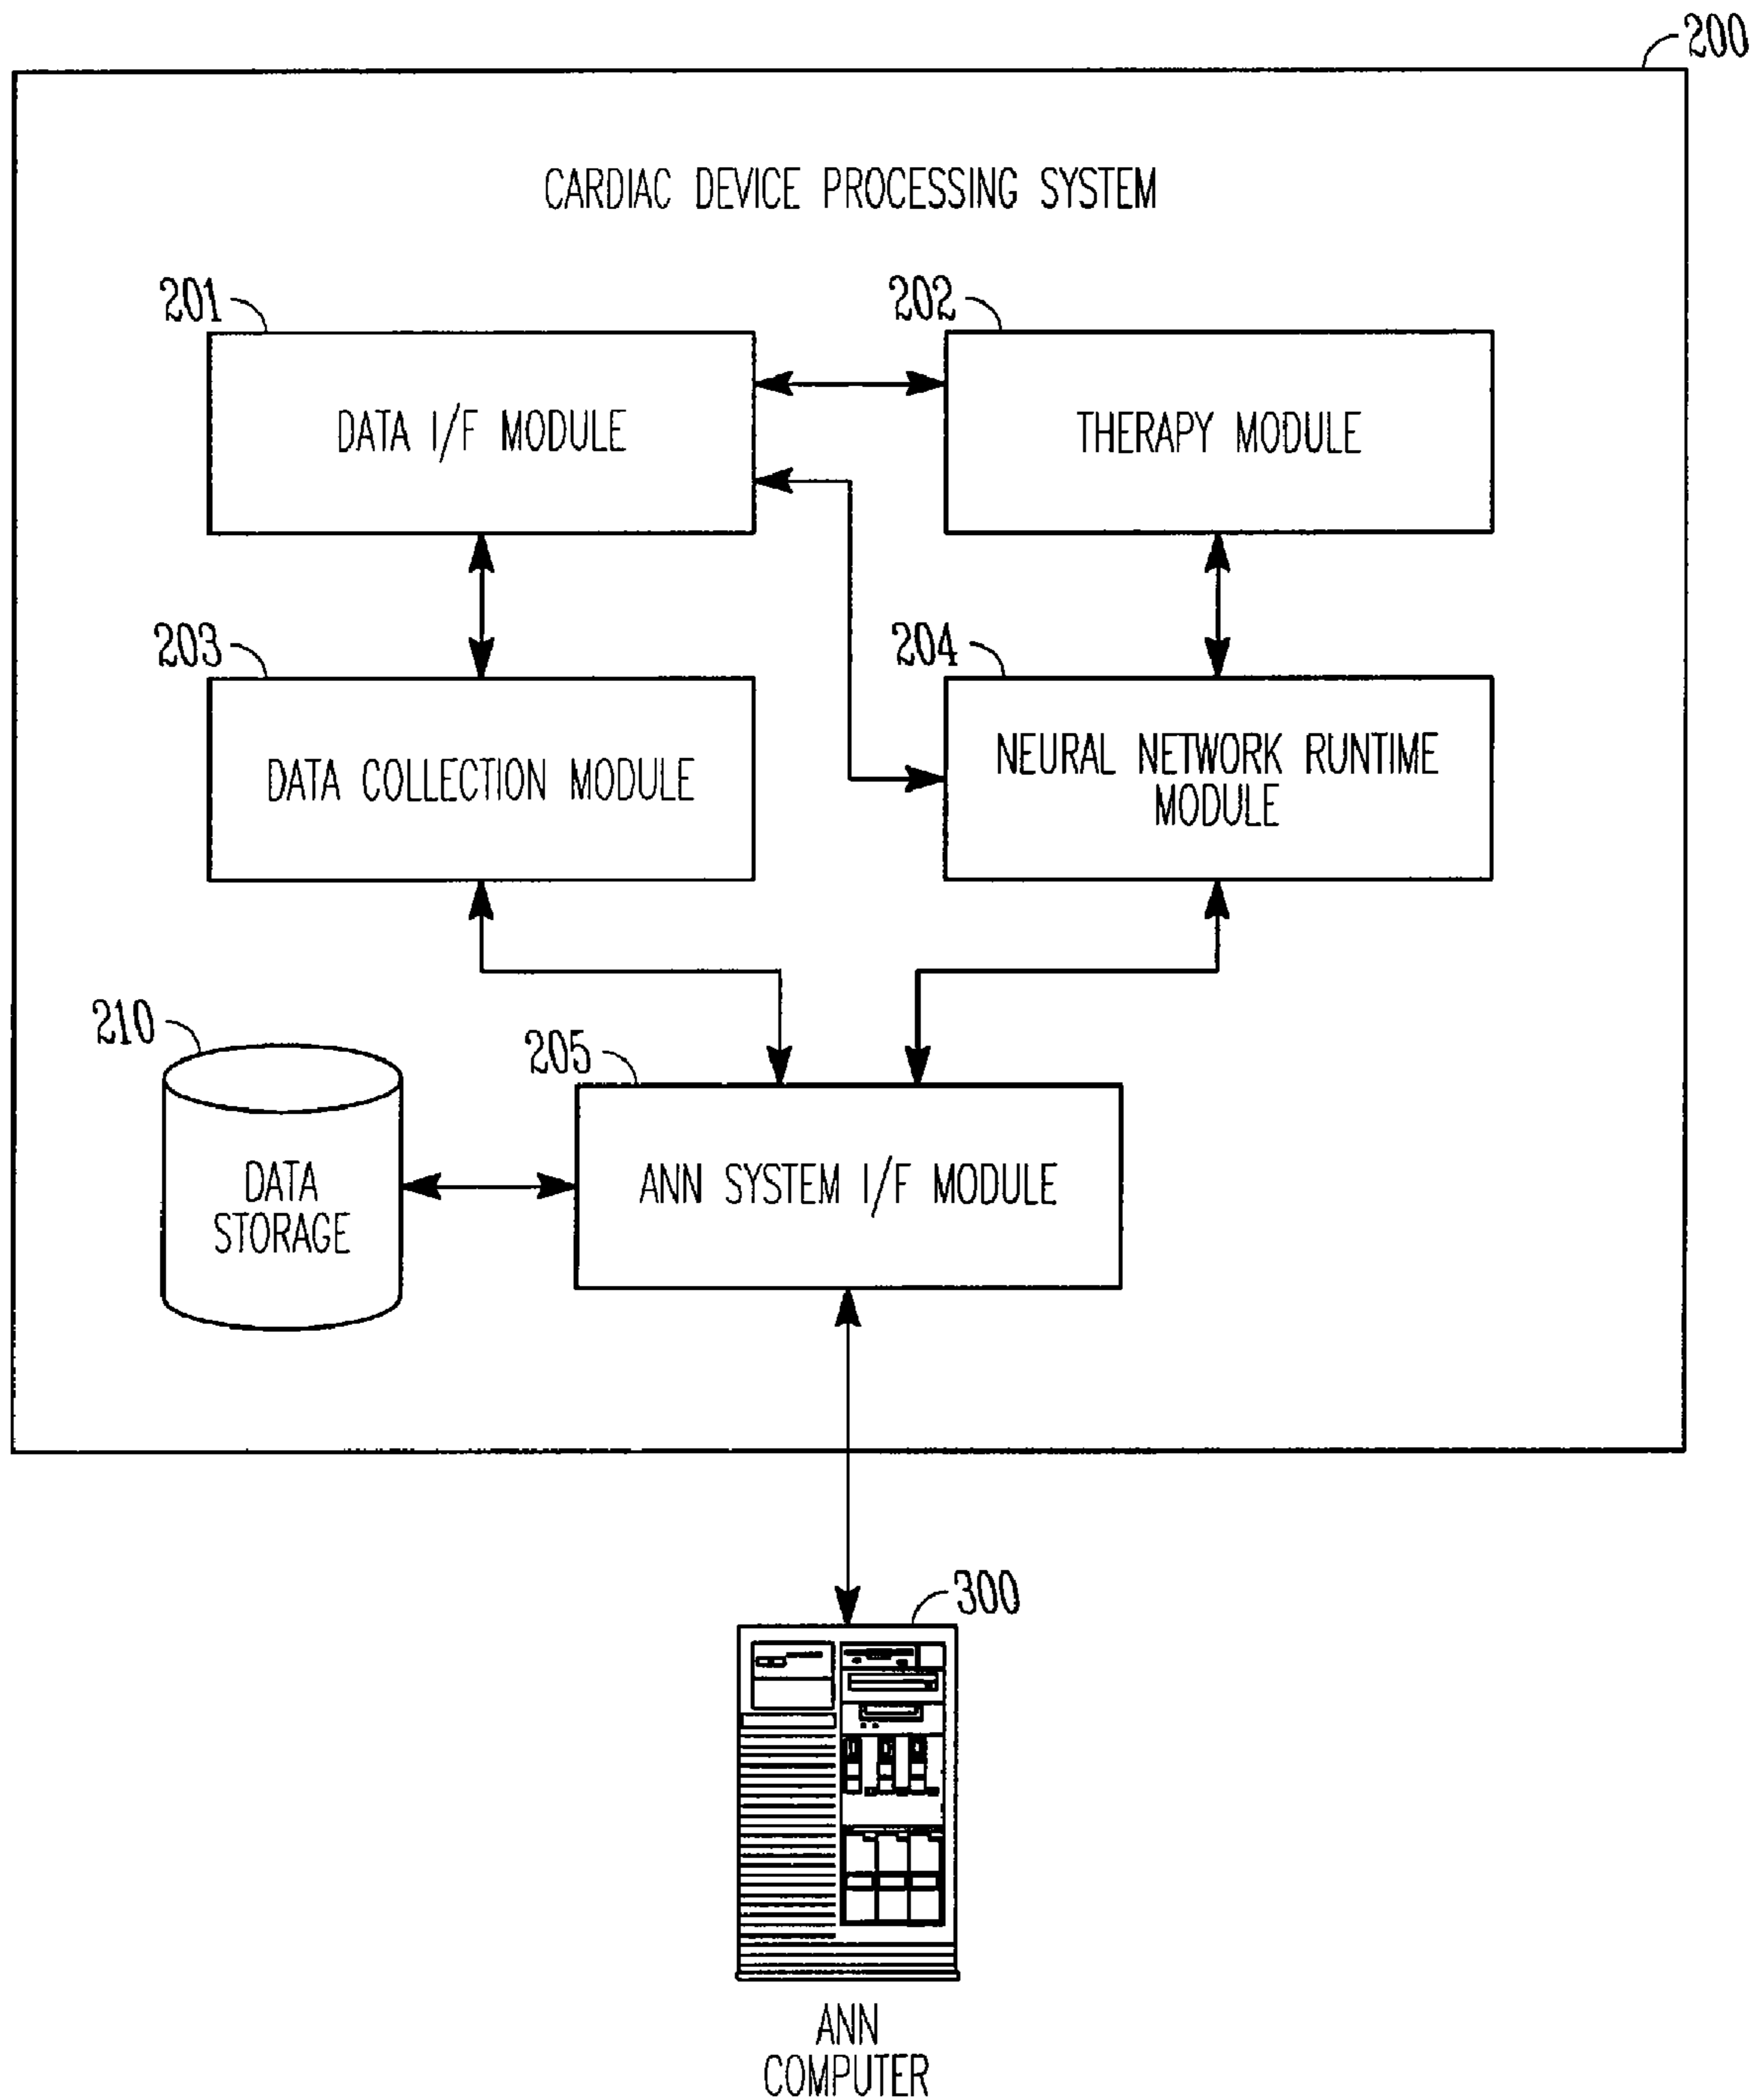 200
CARDIAC DEVICE PROCESSING SYSTEM
201
202
DATA I/F MODULE
THERAPY MODULE
203
204
DATA COLLECTION MODULE
NEURAL NETWORK RUNTIME
MODULE
210
205
DATA
STORAGE
ANN SYSTEM I/F MODULE
300
ANN
COMPUTER